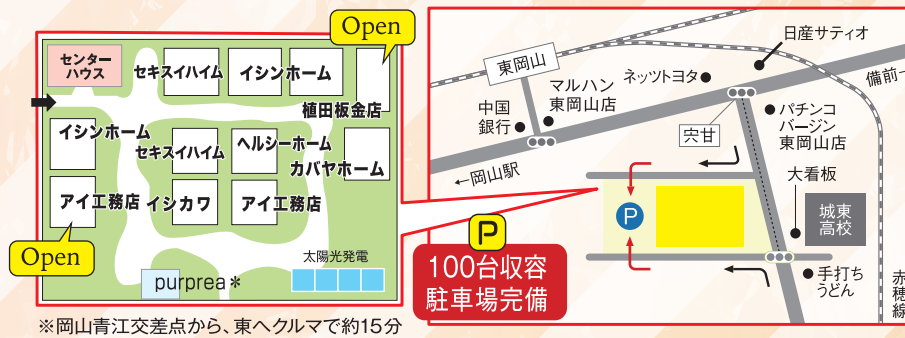 Open
センター
ハウス
セキスイハイム
イシンホーム
植田板金店
イシンホーム
セキスイハイム
ヘルシーホーム
カバヤホーム
アイ工務店
イシカワ
アイ工務店
Open
purprea*
太陽光発電
※岡山青江交差点から、東へクルマで約15分
P
100台収容
駐車場完備
日産サティオ
東岡山
ネッツトヨタ
備前→
マルハン
東岡山店
中国
銀行
宍甘
パチンコ
バージン
東岡山店
←岡山駅
大看板
P
城東
高校
手打ち
うどん
赤穂線